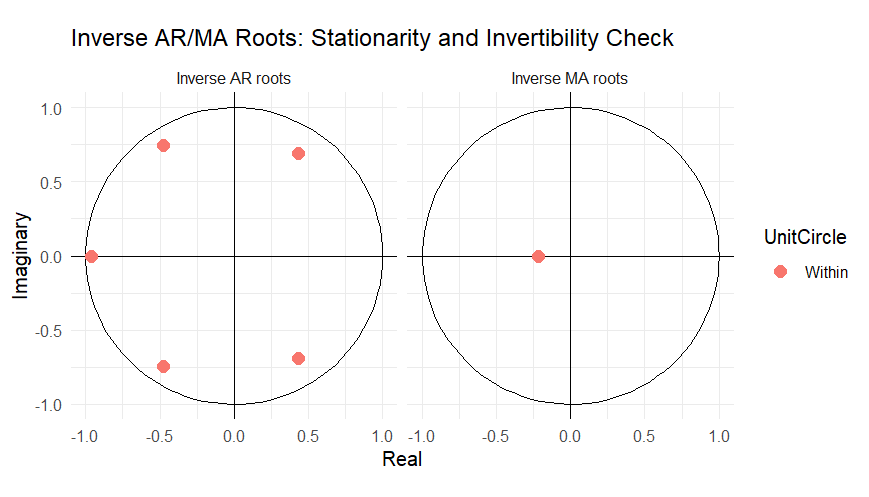 Inverse AR/MA Roots: Stationarity and Invertibility Check
Inverse AR roots
Inverse MA roots
1.0
0.5
0.0
-0.5
-1.0
Imaginary
-1.0 -0.5 0.0 0.5 1.0
-1.0 -0.5 0.0 0.5 1.0
Real
UnitCircle
Within